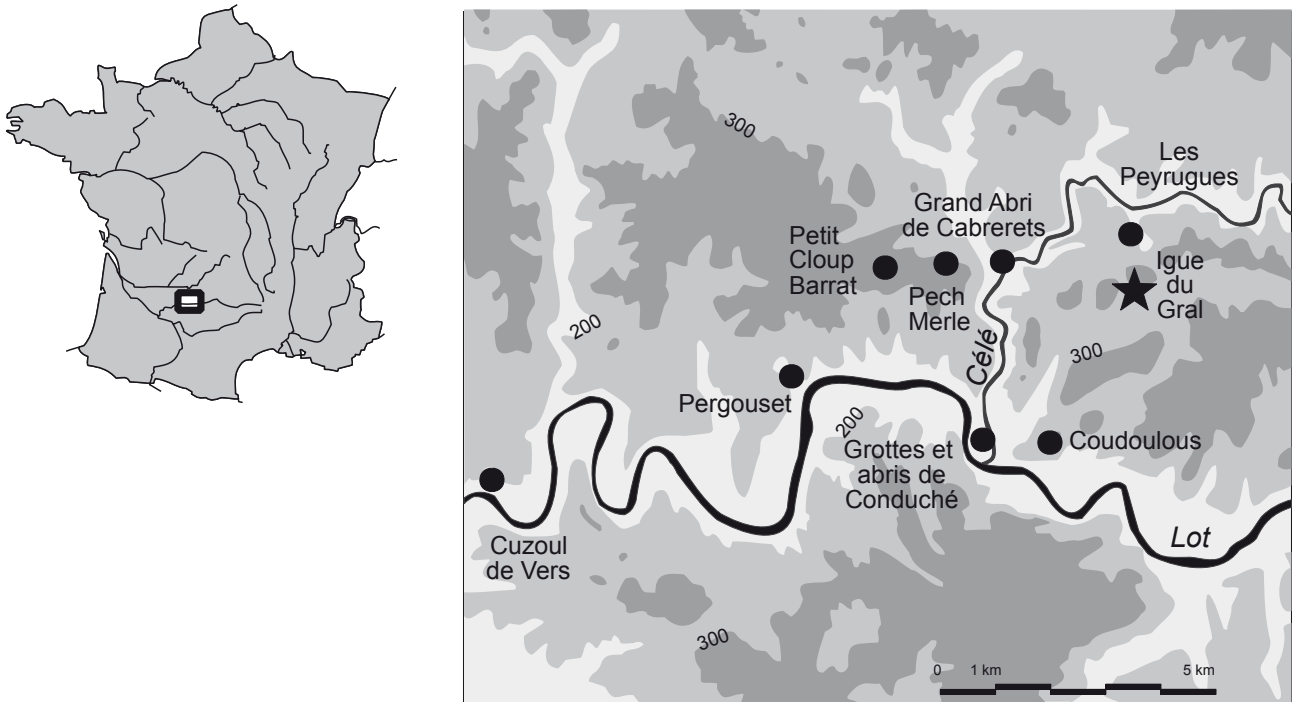 300
Les
Peyrugues
Grand Abri
de Cabrerets
Petit
Cloup
Barrat
Pech
Merle
Igue
du
Gral
200
Célé
300
Pergouset
200
Grottes et
abris de
Conduché
Coudoulous
Cuzoul
de Vers
Lot
300
0 1 km 5 km